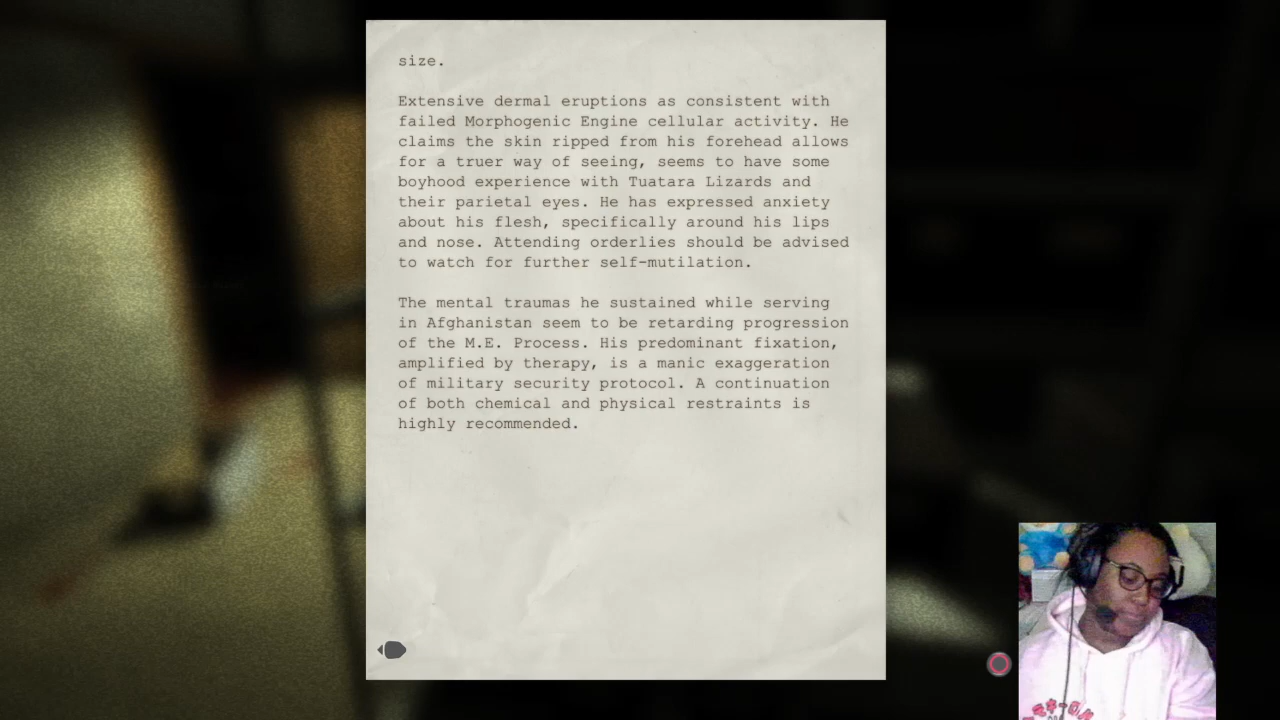 size.
Extensive dermal eruptions as consistent with
failed Morphogenic Engine cellular activity. He
claims the skin ripped from his forehead allows
for a truer way of seeing, seems to have some
boyhood experience with Tuatara Lizards and
their parietal eyes. He has expressed anxiety
about his flesh, specifically around his lips
and nose. Attending orderlies should be advised
to watch for further self-mutilation.
The mental traumas he sustained while serving
in Afghanistan seem to be retarding progression
of the M.E. Process. His predominant fixation,
amplified by therapy, is a manic exaggeration
of military security protocol. A continuation
of both chemical and physical restraints is
highly recommended.